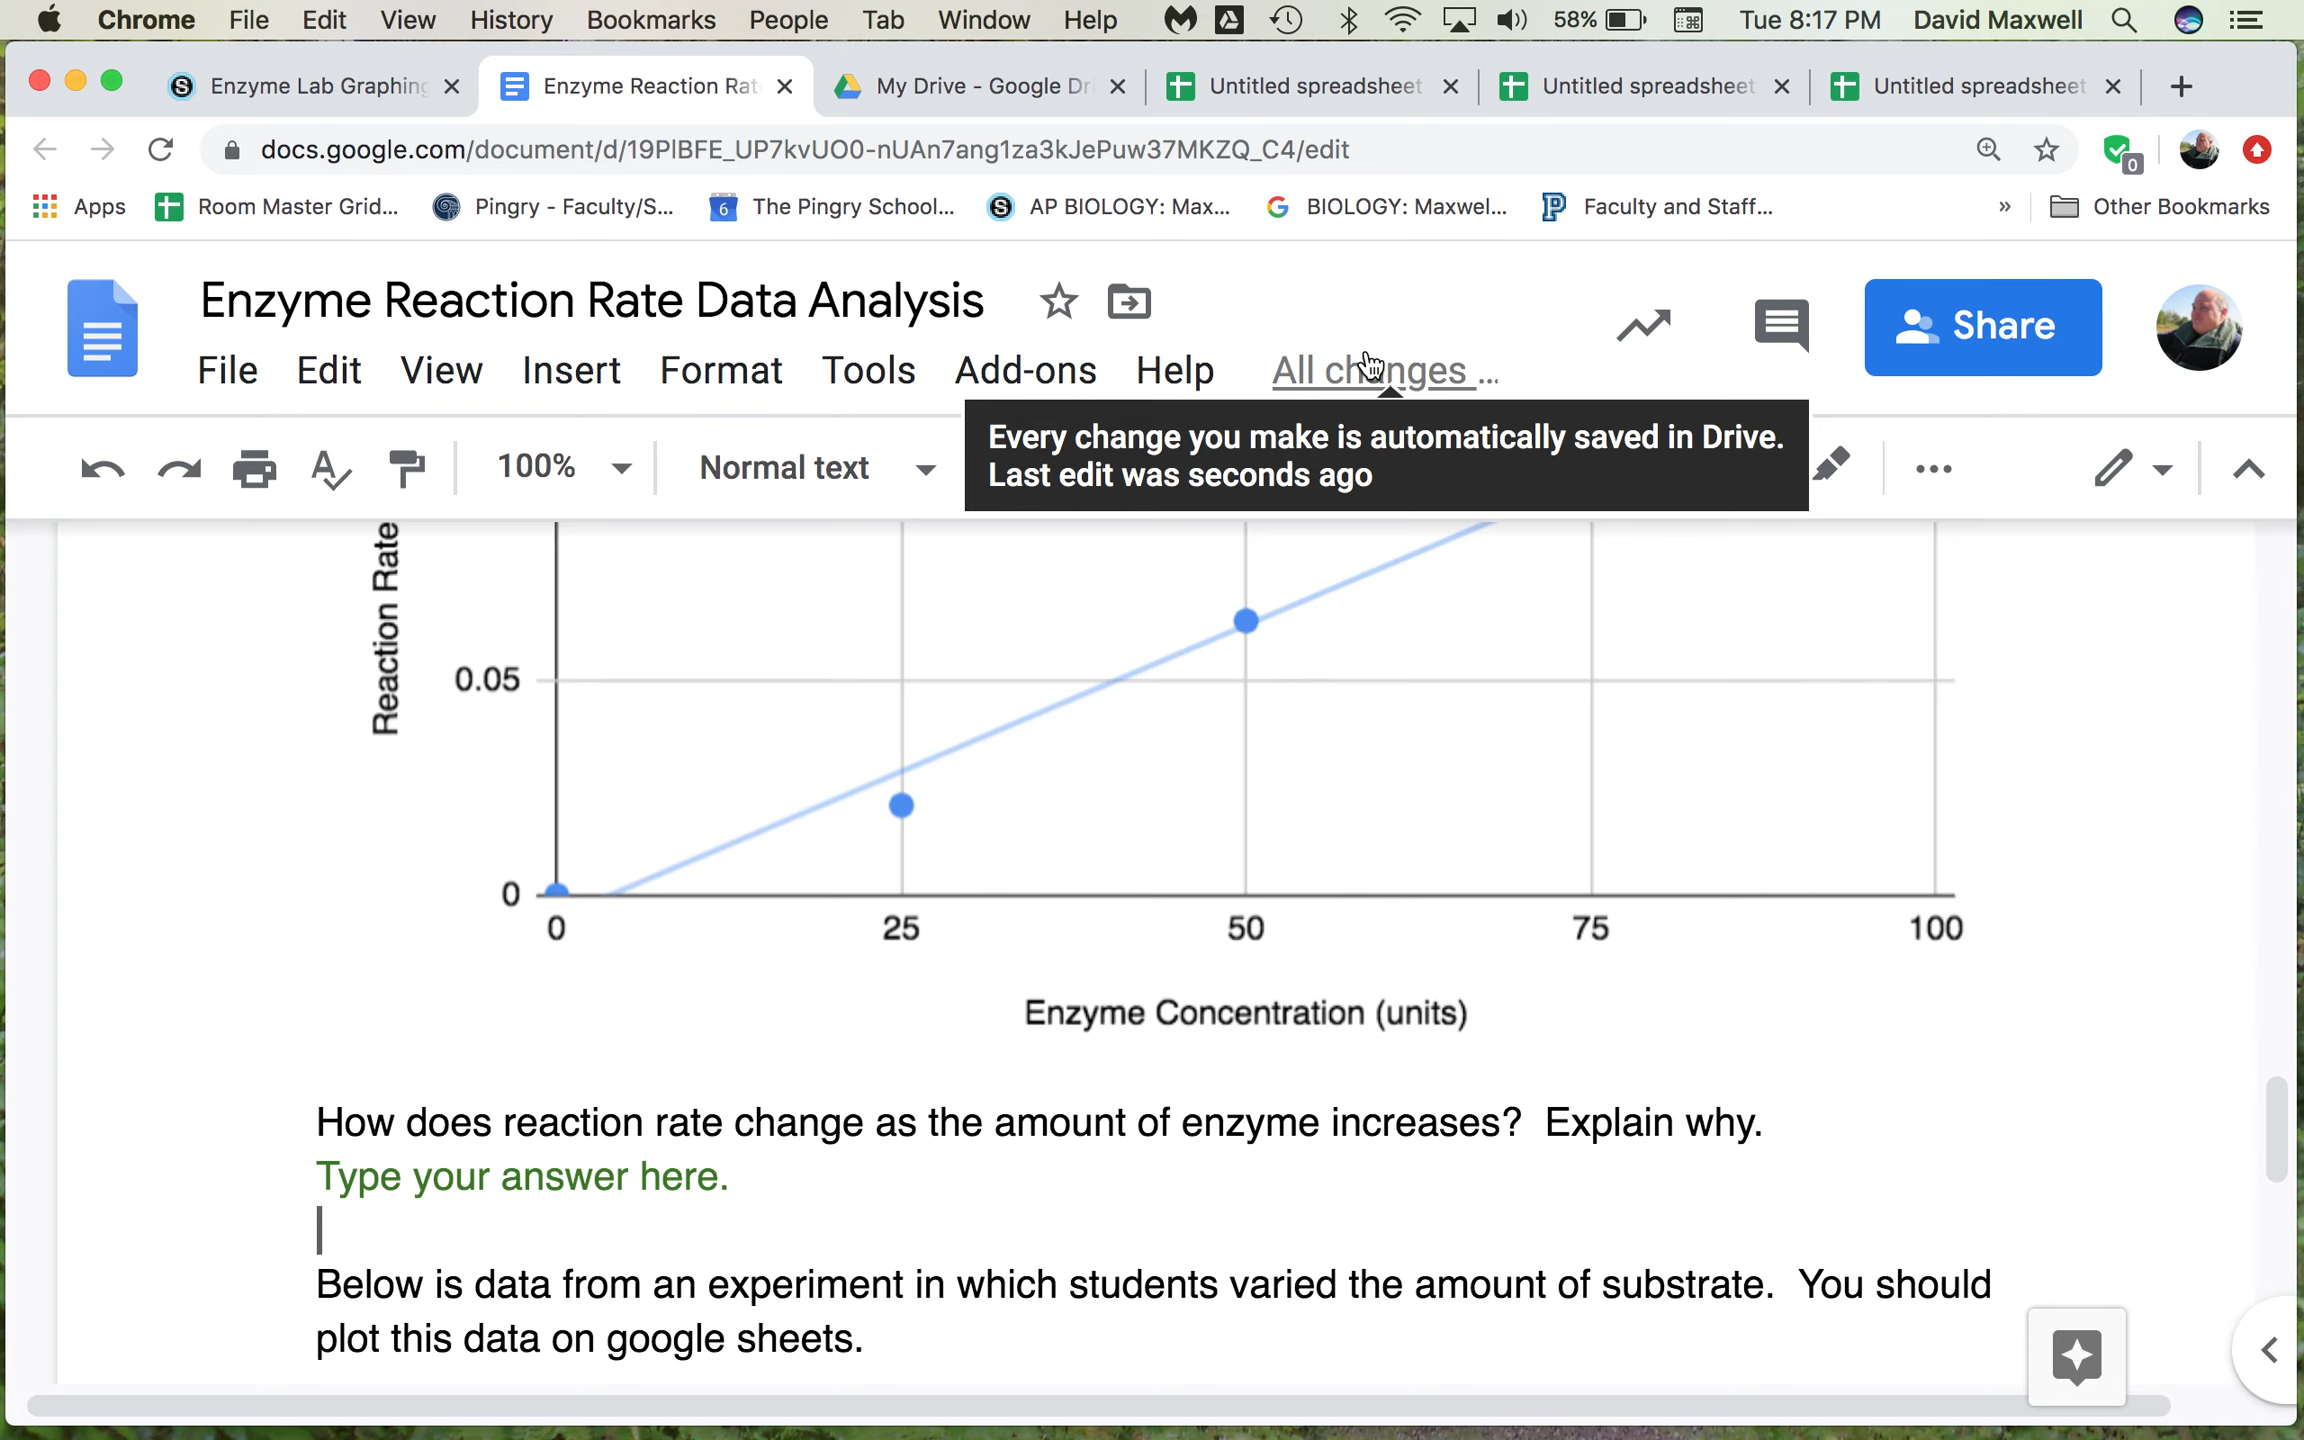 Chrome File Edit View History Bookmarks People Tab Window Help 58% Tue 8:17 PM David Maxwell
Enzyme Lab Graphing Enzyme Reaction Rat My Drive - Google Dr Untitled spreadsheet Untitled spreadsheet Untitled spreadsheet
docs.google.com/document/d/19PlBFE_UP7kvUO0-nUAn7ang1za3kJePuw37MKZQ_C4/edit 0
Apps Room Master Grid... Pingry - Faculty/S... 6 The Pingry School... AP BIOLOGY: Max... BIOLOGY: Maxwel... Faculty and Staff... » Other Bookmarks
Enzyme Reaction Rate Data Analysis
Share
File Edit View Insert Format Tools Add-ons Help All changes ...
Every change you make is automatically saved in Drive.
Last edit was seconds ago
100% Normal text
Reaction Rate
0.05
0
0 25 50 75 100
Enzyme Concentration (units)
How does reaction rate change as the amount of enzyme increases? Explain why.
Type your answer here.
Below is data from an experiment in which students varied the amount of substrate. You should
plot this data on google sheets.